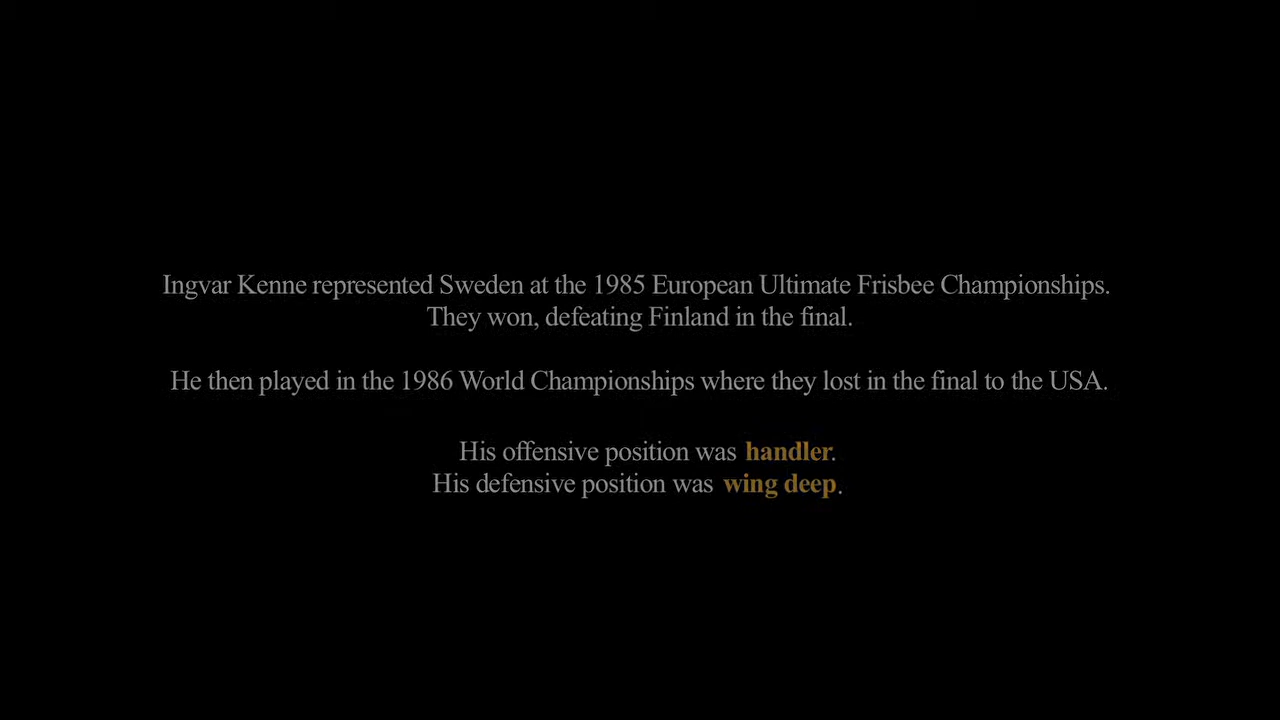 Ingvar Kenne represented Sweden at the 1985 European Ultimate Frisbee Championships.
They won, defeating Finland in the final.
He then played in the 1986 World Championships where they lost in the final to the USA.
His offensive position was handler.
His defensive position was wing deep.